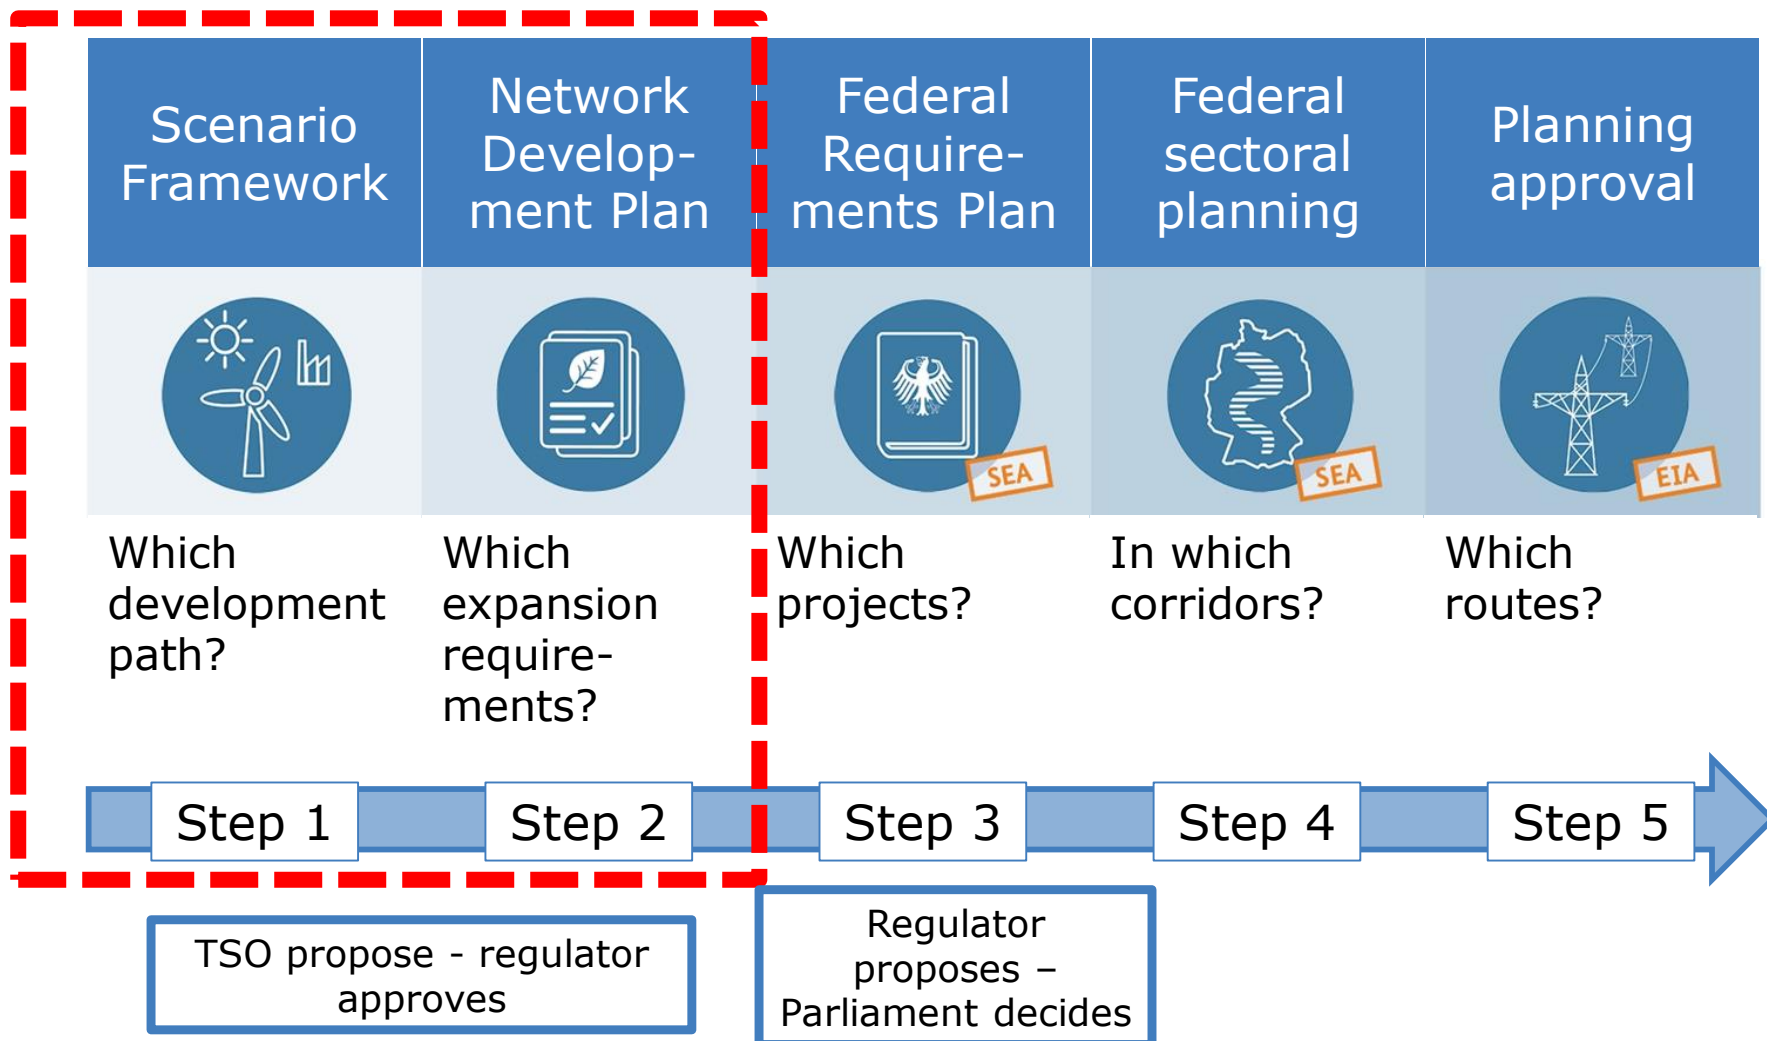 Scenario
Framework
Network
Develop-
ment Plan
Federal
Require-
ments Plan
Federal
sectoral
planning
Planning
approval
SEA
SEA
EIA
Which
development
path?
Which
expansion
require-
ments?
Which
projects?
In which
corridors?
Which
routes?
Step 1
Step 2
Step 3
Step 4
Step 5
TSO propose - regulator
approves
Regulator
proposes –
Parliament decides